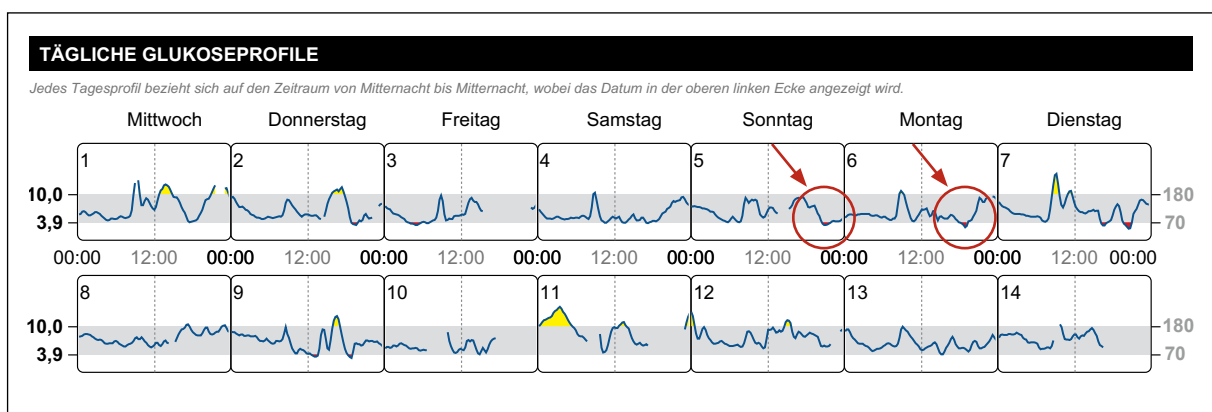 TÄGLICHE GLUKOSEPROFILE
Jedes Tagesprofil bezieht sich auf den Zeitraum von Mitternacht bis Mitternacht, wobei das Datum in der oberen linken Ecke angezeigt wird.
Mittwoch Donnerstag Freitag Samstag Sonntag Montag Dienstag
1 2 3 4 5 6 7
10,0 180
3,9 70
00:00 12:00 00:00 12:00 00:00 12:00 00:00 12:00 00:00 12:00 00:00 12:00 00:00 12:00 00:00
8 9 10 11 12 13 14
10,0 180
3,9 70